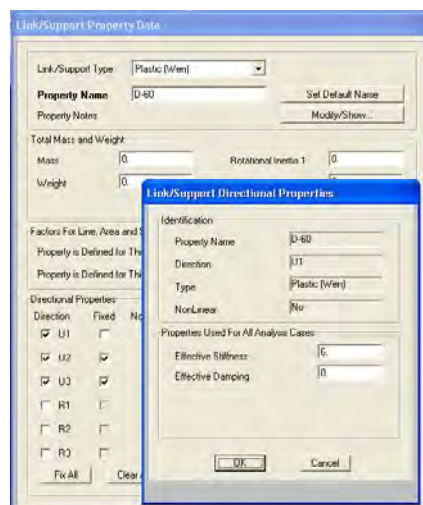 Link/Support Property Data
Link/Support Type Plastic (Wen)
Property Name D-60 Set Default Name
Property Notes Modify/Show...
Total Mass and Weight
Mass 0. Rotational Inertia 1 0.
Weight 0.
Factors For Line, Area and
Property is Defined for
Property is Defined for
Directional Properties
Direction Fixed
U1
U2
U3
R1
R2
R3
Fix All Clear
Link/Support Directional Properties
Identification
Property Name D-60
Direction U1
Type Plastic (Wen)
NonLinear No
Properties Used For All Analysis Cases
Effective Stiffness 6.
Effective Damping 0.
OK Cancel